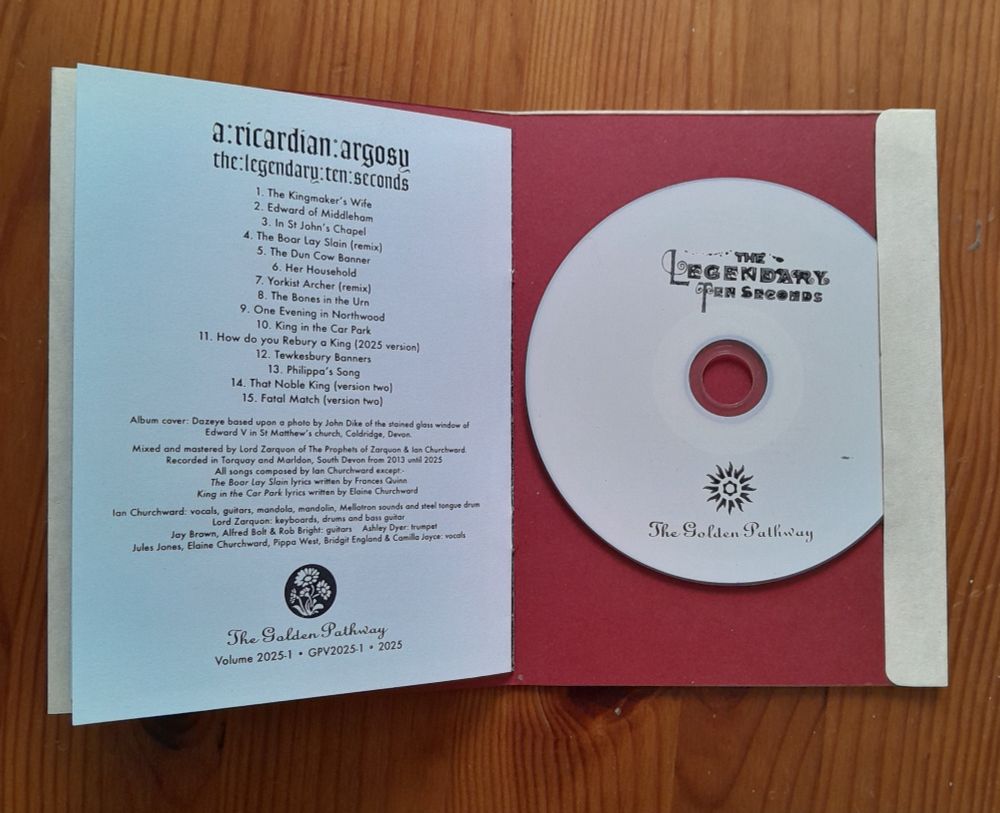 a:ricardian:argosy
the:legendary:ten:seconds
1. The Kingmaker's Wife
2. Edward of Middleham
3. In St John's Chapel
4. The Boar Lay Slain (remix)
5. The Dun Cow Banner
6. Her Household
7. Yorkist Archer (remix)
8. The Bones in the Urn
9. One Evening in Northwood
10. King in the Car Park
11. How do you Rebury a King (2025 version)
12. Tewkesbury Banners
13. Philippa's Song
14. That Noble King (version two)
15. Fatal Match (version two)
Album cover: Dazeye based upon a photo by John Dike of the stained glass window of
Edward V in St Matthew's church, Coldridge, Devon.
Mixed and mastered by Lord Zarquon of The Prophets of Zarquon & Ian Churchward.
Recorded in Torquay and Marldon, South Devon from 2013 until 2025
All songs composed by Ian Churchward except:-
The Boar Lay Slain lyrics written by Frances Quinn
King in the Car Park lyrics written by Elaine Churchward
Ian Churchward: vocals, guitars, mandola, mandolin, Mellotron sounds and steel tongue drum
Lord Zarquon: keyboards, drums and bass guitar
Jay Brown, Alfred Bolt & Rob Bright: guitars Ashley Dyer: trumpet
Jules Jones, Elaine Churchward, Pippa West, Bridgit England & Camilla Joyce: vocals
The Golden Pathway
Volume 2025-1 • GPV2025-1 • 2025
THE
LEGENDARY
TEN SECONDS
The Golden Pathway